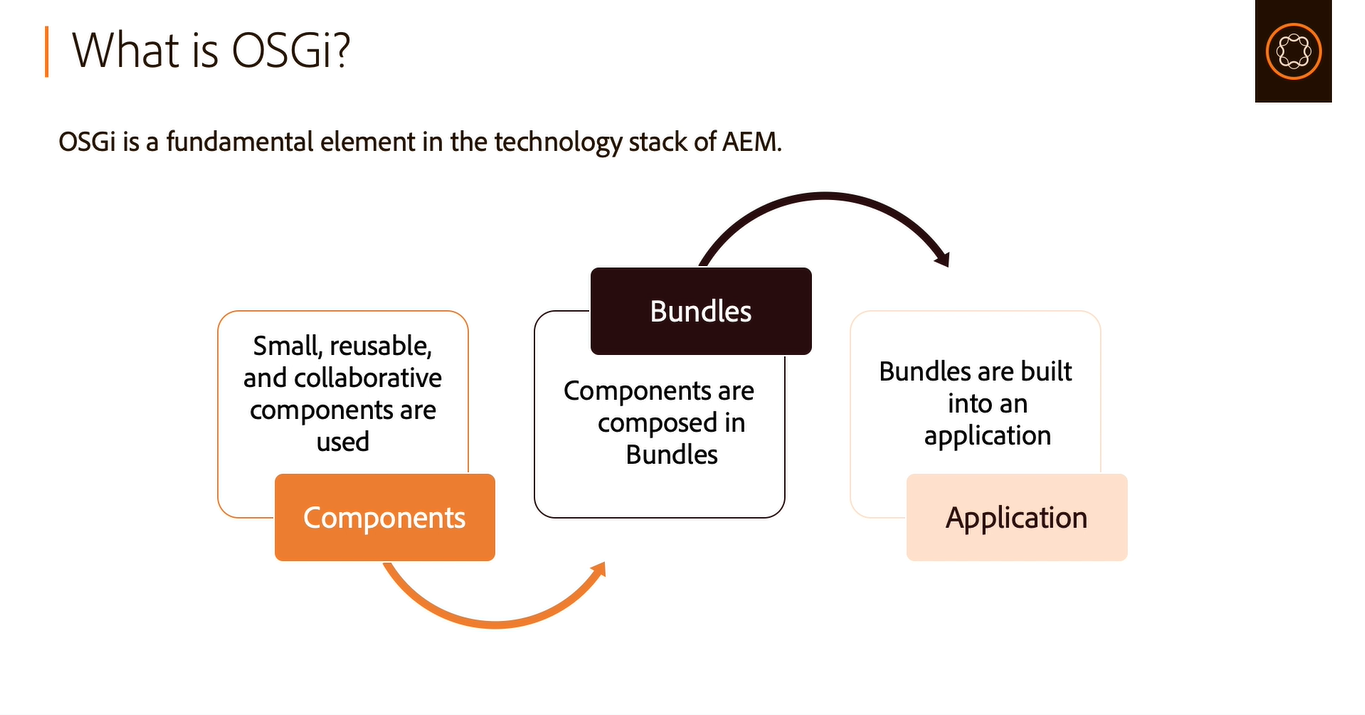 What is OSGi?
OSGi is a fundamental element in the technology stack of AEM.
Small, reusable,
and collaborative
components are
used
Components
Bundles
Components are
composed in
Bundles
Bundles are built
into an
application
Application